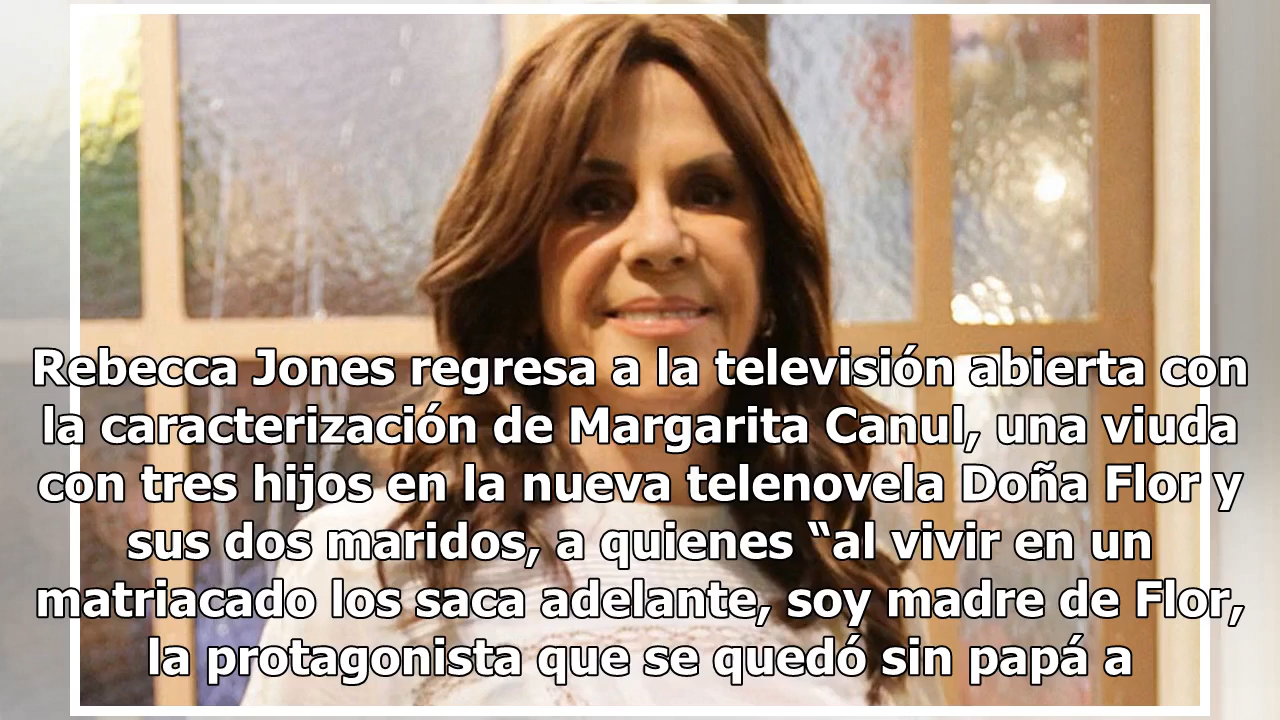 Rebecca Jones regresa a la televisión abierta con
la caracterización de Margarita Canul, una viuda
con tres hijos en la nueva telenovela Doña Flor y
sus dos maridos, a quienes “al vivir en un
matriacado los saca adelante, soy madre de Flor,
la protagonista que se quedó sin papá a